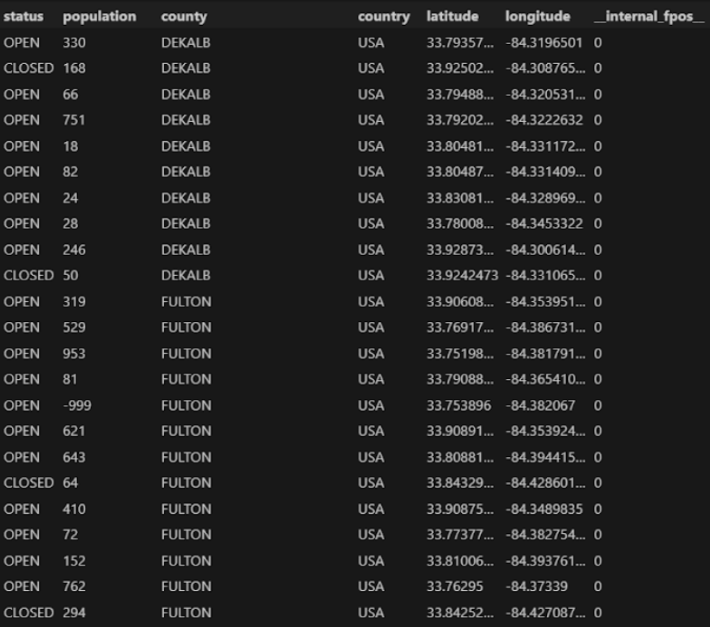 status population county country latitude longitude __internal_fpos__
OPEN 330 DEKALB USA 33.79357... -84.3196501 0
CLOSED 168 DEKALB USA 33.92502... -84.308765... 0
OPEN 66 DEKALB USA 33.79488... -84.320531... 0
OPEN 751 DEKALB USA 33.79202... -84.3222632 0
OPEN 18 DEKALB USA 33.80481... -84.331172... 0
OPEN 82 DEKALB USA 33.80487... -84.331409... 0
OPEN 24 DEKALB USA 33.83081... -84.328969... 0
OPEN 28 DEKALB USA 33.78008... -84.3453322 0
OPEN 246 DEKALB USA 33.92873... -84.300614... 0
CLOSED 50 DEKALB USA 33.9242473 -84.331065... 0
OPEN 319 FULTON USA 33.90608... -84.353951... 0
OPEN 529 FULTON USA 33.76917... -84.386731... 0
OPEN 953 FULTON USA 33.75198... -84.381791... 0
OPEN 81 FULTON USA 33.79088... -84.365410... 0
OPEN -999 FULTON USA 33.753896 -84.382067 0
OPEN 621 FULTON USA 33.90891... -84.353924... 0
OPEN 643 FULTON USA 33.80881... -84.394415... 0
CLOSED 64 FULTON USA 33.84329... -84.428601... 0
OPEN 410 FULTON USA 33.90875... -84.3489835 0
OPEN 72 FULTON USA 33.77377... -84.382754... 0
OPEN 152 FULTON USA 33.81006... -84.393761... 0
OPEN 762 FULTON USA 33.76295 -84.37339 0
CLOSED 294 FULTON USA 33.84252... -84.427087... 0